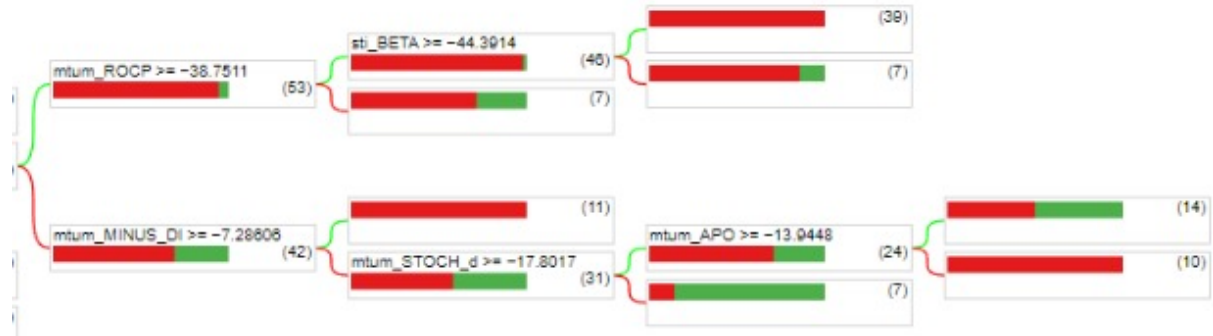 (39)
sti_BETA >= −44.3914
(46)
mtum_ROCP >= −38.7511
(53)
(7)
(7)
(11)
(14)
mtum_MINUS_DI >= −7.28606
(42)
mtum_APO >= −13.9448
(24)
mtum_STOCH_d >= −17.8017
(31)
(10)
(7)